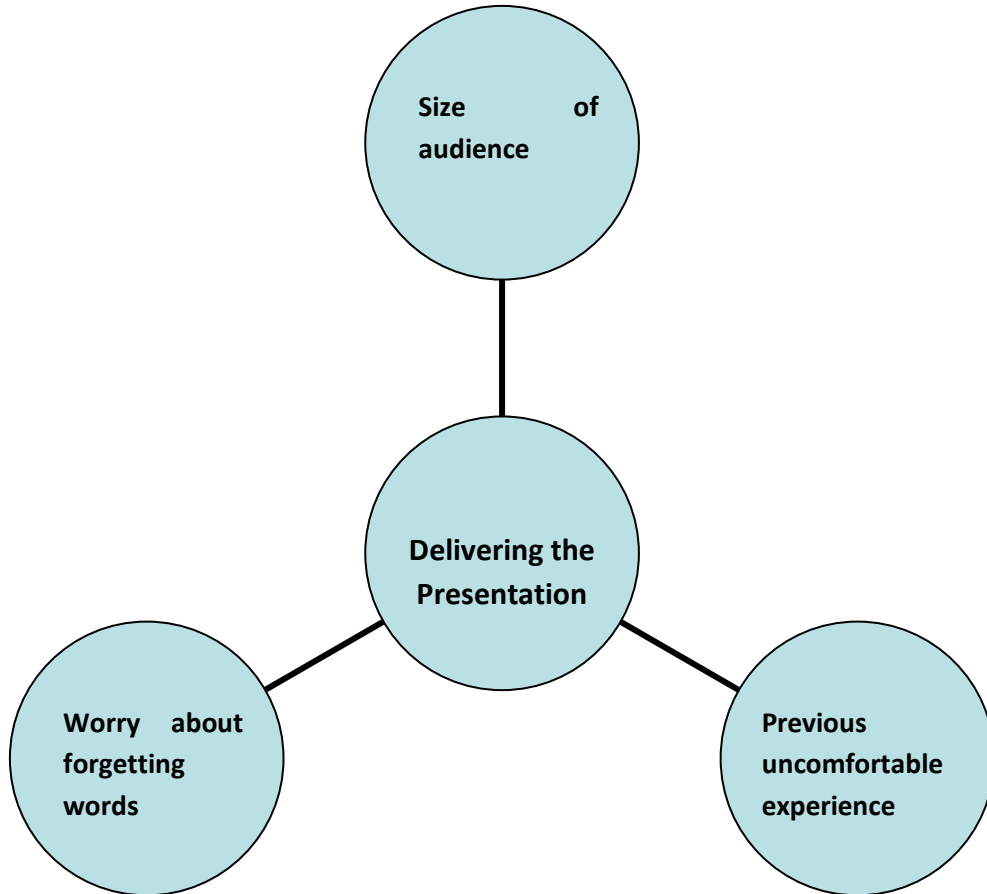 Size of
audience
Delivering the
Presentation
Worry about
forgetting
words
Previous
uncomfortable
experience